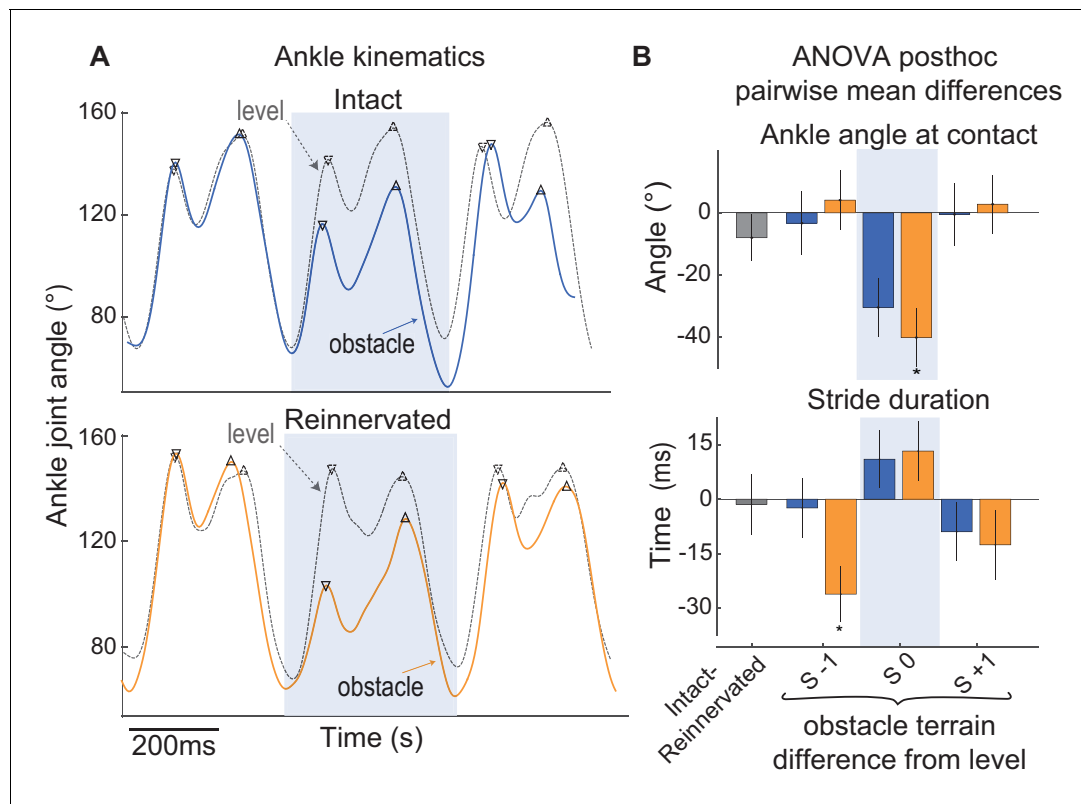 A
Ankle kinematics
Intact
level
160
120
80
obstacle
Reinnervated
level
160
120
80
obstacle
Ankle joint angle (°)
200ms
Time (s)
B
ANOVA posthoc
pairwise mean differences
Ankle angle at contact
Angle (°)
0
-20
-40
*
Stride duration
Time (ms)
15
0
-15
-30
*
Intact-
Reinnervated
S -1
S 0
S +1
obstacle terrain
difference from level